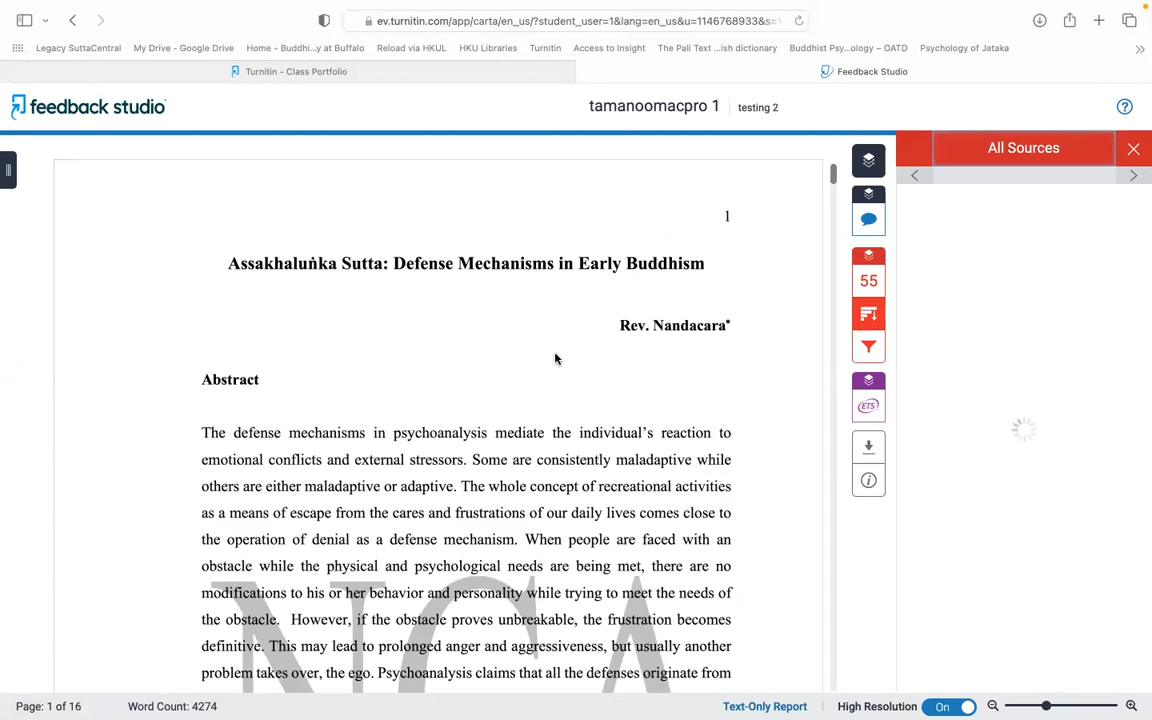 ev.turnitin.com/app/carta/en_us/?student_user=1&lang=en_us&u=1146768933&s=
Legacy SuttaCentral My Drive - Google Drive Home - Buddhi...y at Buffalo Reload via HKUL HKU Libraries Turnitin Access to Insight The Pali Text ...ish dictionary Buddhist Psy...ology – OATD Psychology of Jataka
Turnitin - Class Portfolio Feedback Studio
feedback studio tamanoomacpro 1 testing 2 ?
All Sources
1
Assakhaluṅka Sutta: Defense Mechanisms in Early Buddhism
Rev. Nandacara*
55
Abstract
ETS
The defense mechanisms in psychoanalysis mediate the individual's reaction to
emotional conflicts and external stressors. Some are consistently maladaptive while
others are either maladaptive or adaptive. The whole concept of recreational activities
as a means of escape from the cares and frustrations of our daily lives comes close to
the operation of denial as a defense mechanism. When people are faced with an
obstacle while the physical and psychological needs are being met, there are no
modifications to his or her behavior and personality while trying to meet the needs of
the obstacle. However, if the obstacle proves unbreakable, the frustration becomes
definitive. This may lead to prolonged anger and aggressiveness, but usually another
problem takes over, the ego. Psychoanalysis claims that all the defenses originate from
NCA
Page: 1 of 16 Word Count: 4274 Text-Only Report High Resolution On